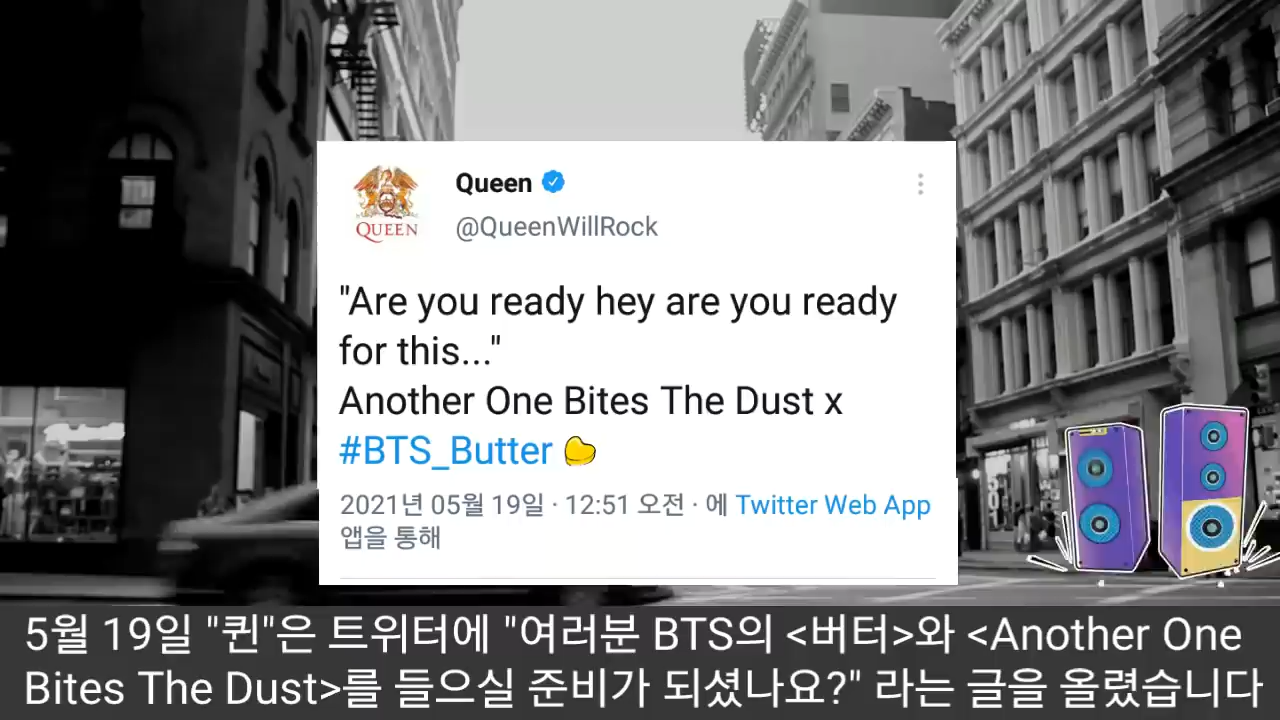 Queen
@QueenWillRock
QUEEN
"Are you ready hey are you ready
for this..."
Another One Bites The Dust x
#BTS_Butter
2021년 05월 19일 · 12:51 오전 · 에 Twitter Web App
앱을 통해
5월 19일 "퀸"은 트위터에 "여러분 BTS의 <버터>와 <Another One
Bites The Dust>를 들으실 준비가 되셨나요?" 라는 글을 올렸습니다